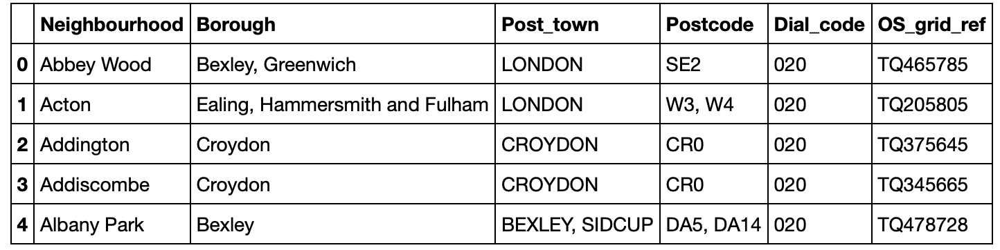 Neighbourhood Borough Post_town Postcode Dial_code OS_grid_ref
0 Abbey Wood Bexley, Greenwich LONDON SE2 020 TQ465785
1 Acton Ealing, Hammersmith and Fulham LONDON W3, W4 020 TQ205805
2 Addington Croydon CROYDON CR0 020 TQ375645
3 Addiscombe Croydon CROYDON CR0 020 TQ345665
4 Albany Park Bexley BEXLEY, SIDCUP DA5, DA14 020 TQ478728